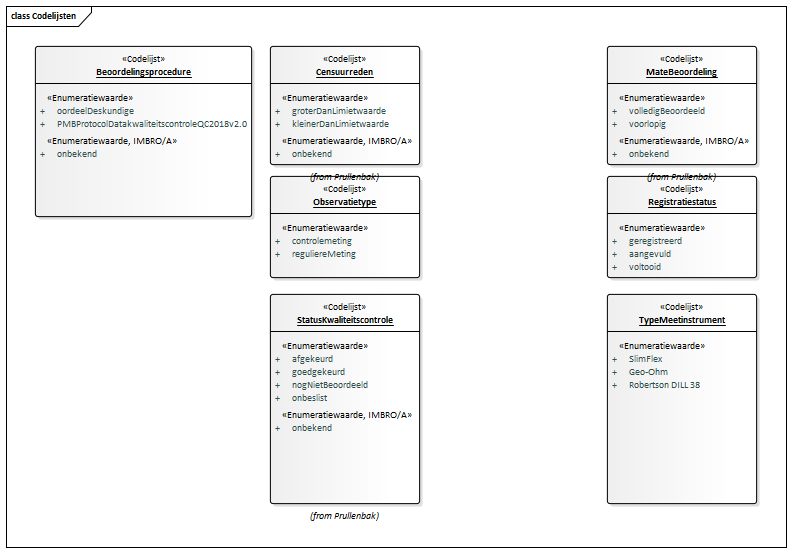 class Codelijsten
«Codelijst»
Beoordelingsprocedure
«Enumeratiewaarde»
+ oordeelDeskundige
+ PMBProtocolDatakwaliteitscontroleQC2018v2.0
«Enumeratiewaarde, IMBRO/A»
+ onbekend
«Codelijst»
Censuurreden
«Enumeratiewaarde»
+ groterDanLimietwaarde
+ kleinerDanLimietwaarde
«Enumeratiewaarde, IMBRO/A»
+ onbekend
(from Prullenbak)
«Codelijst»
MateBeoordeling
«Enumeratiewaarde»
+ volledigBeoordeeld
+ voorlopig
«Enumeratiewaarde, IMBRO/A»
+ onbekend
(from Prullenbak)
«Codelijst»
Observatietype
«Enumeratiewaarde»
+ controlemeting
+ reguliereMeting
«Codelijst»
Registratiestatus
«Enumeratiewaarde»
+ geregistreerd
+ aangevuld
+ voltooid
«Codelijst»
StatusKwaliteitscontrole
«Enumeratiewaarde»
+ afgekeurd
+ goedgekeurd
+ nogNietBeoordeeld
+ onbeslist
«Enumeratiewaarde, IMBRO/A»
+ onbekend
(from Prullenbak)
«Codelijst»
TypeMeetinstrument
«Enumeratiewaarde»
+ SlimFlex
+ Geo-Ohm
+ Robertson DILL 38